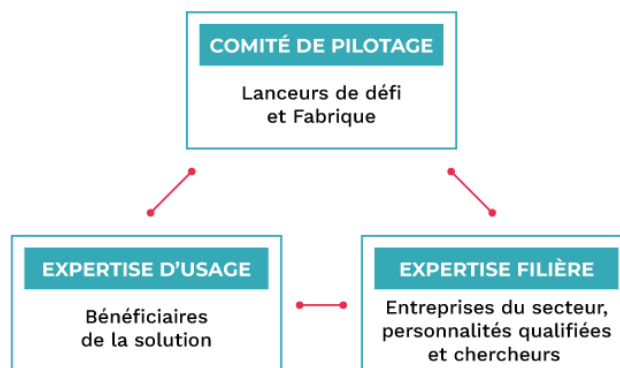 COMITÉ DE PILOTAGE
Lanceurs de défi
et Fabrique
EXPERTISE D'USAGE
Bénéficiaires
de la solution
EXPERTISE FILIÈRE
Entreprises du secteur,
personnalités qualifiées
et chercheurs